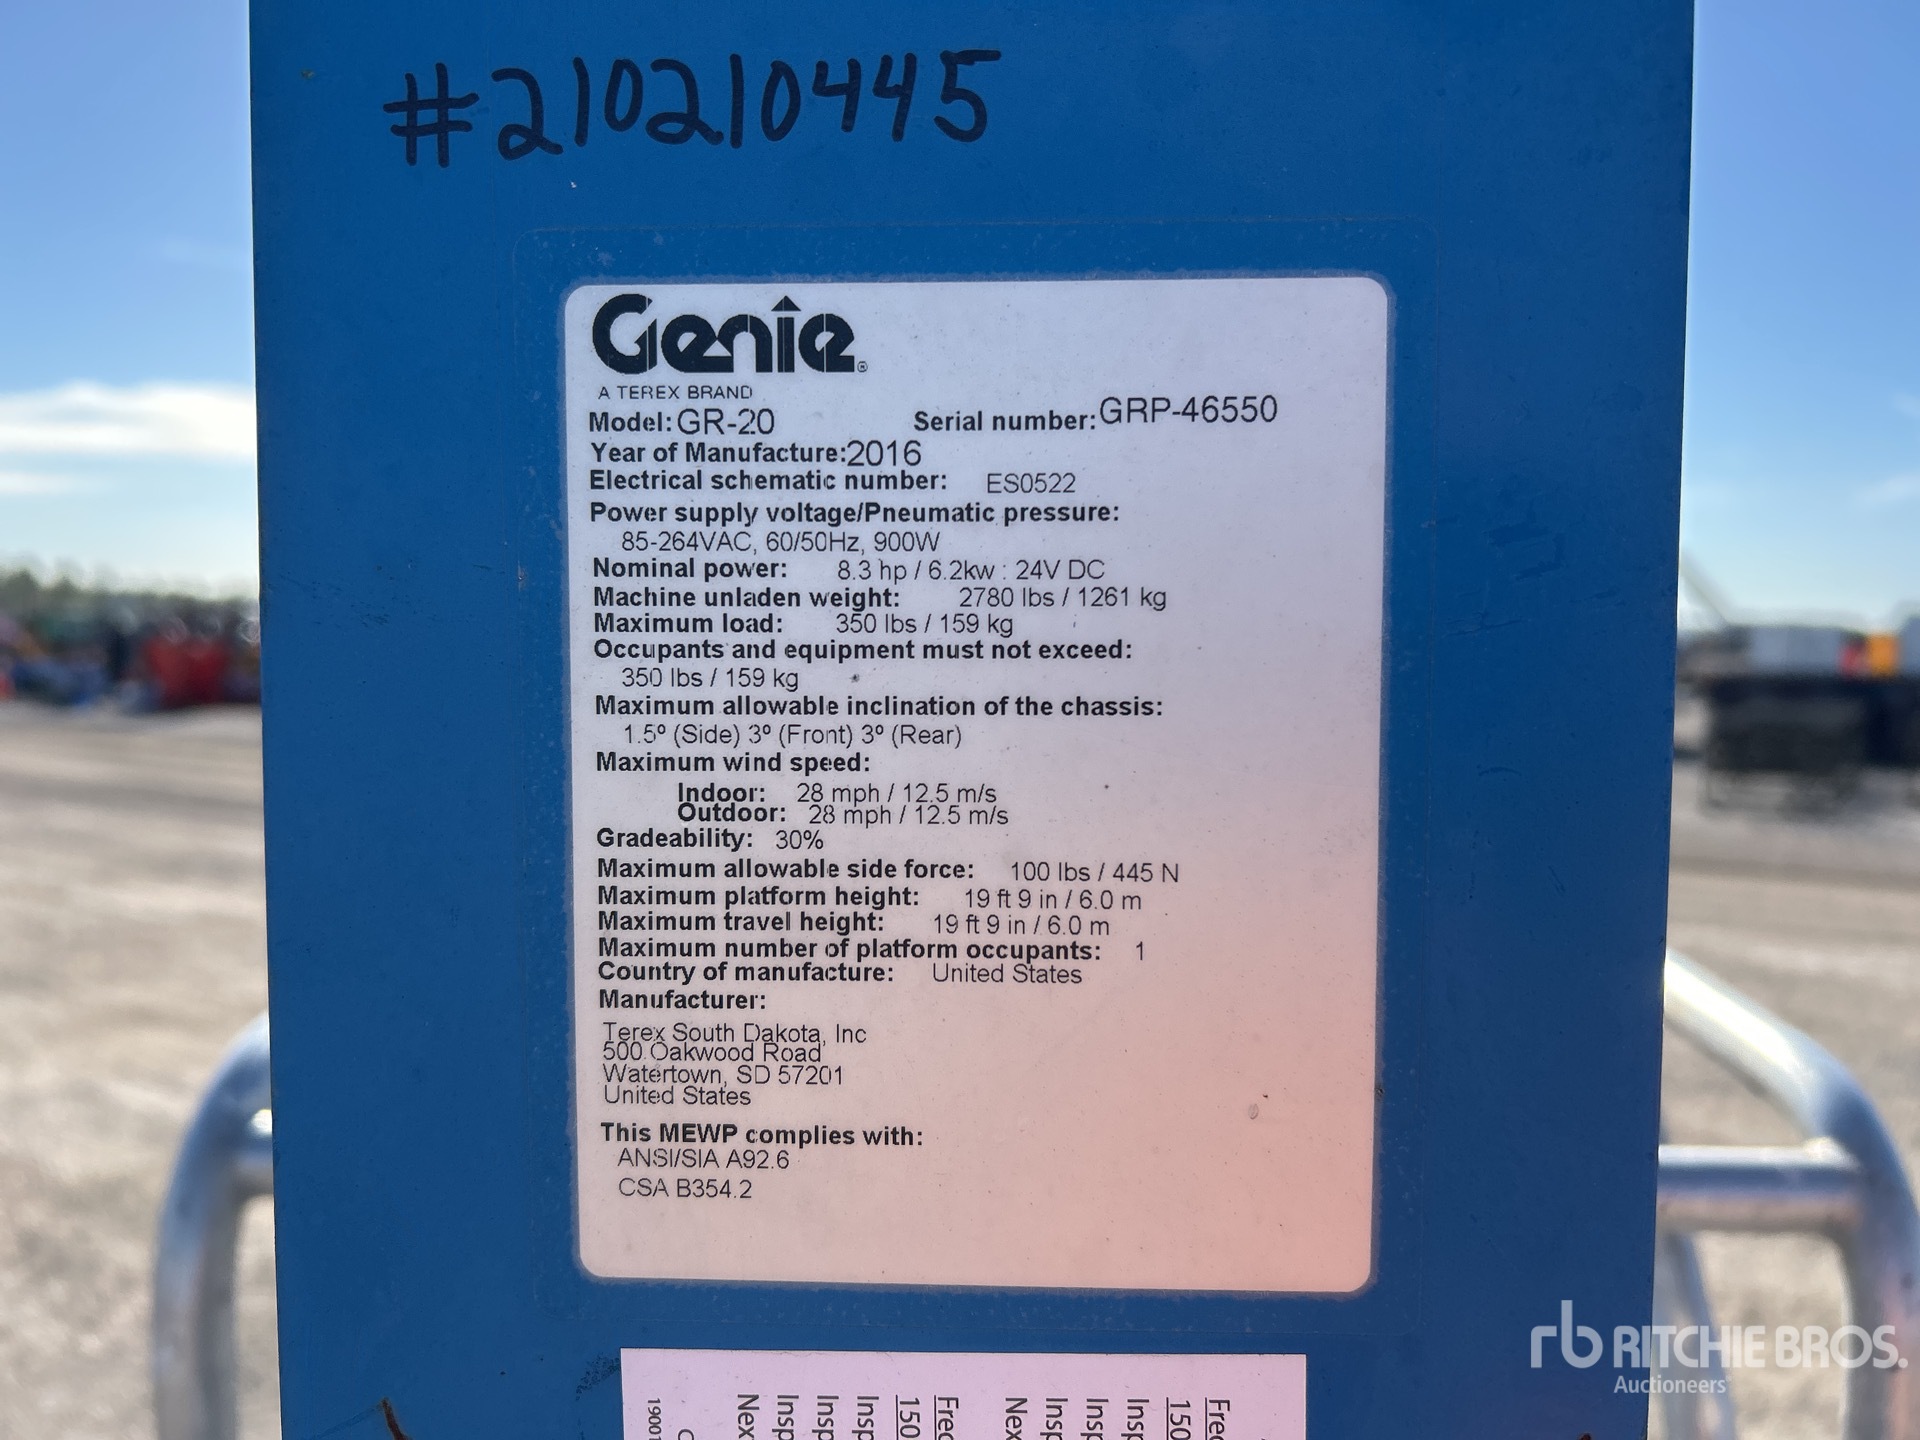 #210210445
Genie®
A TEREX BRAND
Model: GR-20 Serial number: GRP-46550
Year of Manufacture: 2016
Electrical schematic number: ES0522
Power supply voltage/Pneumatic pressure:
85-264VAC, 60/50Hz, 900W
Nominal power: 8.3 hp / 6.2kw : 24V DC
Machine unladen weight: 2780 lbs / 1261 kg
Maximum load: 350 lbs / 159 kg
Occupants and equipment must not exceed:
350 lbs / 159 kg
Maximum allowable inclination of the chassis:
1.5º (Side) 3º (Front) 3º (Rear)
Maximum wind speed:
Indoor: 28 mph / 12.5 m/s
Outdoor: 28 mph / 12.5 m/s
Gradeability: 30%
Maximum allowable side force: 100 lbs / 445 N
Maximum platform height: 19 ft 9 in / 6.0 m
Maximum travel height: 19 ft 9 in / 6.0 m
Maximum number of platform occupants: 1
Country of manufacture: United States
Manufacturer:
Terex South Dakota, Inc
500 Oakwood Road
Watertown, SD 57201
United States
This MEWP complies with:
ANSI/SIA A92.6
CSA B354.2
rb RITCHIE BROS.
Auctioneers